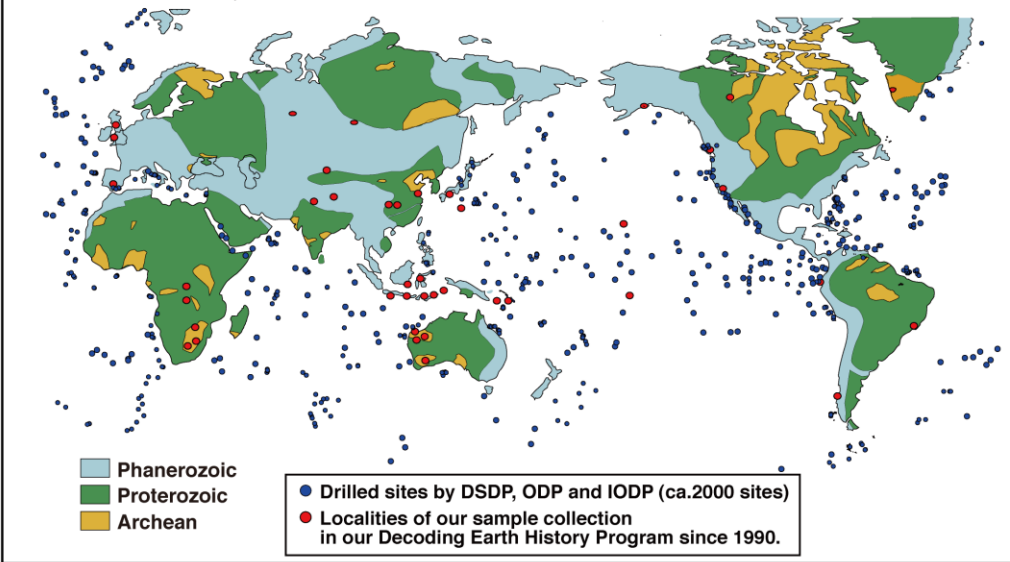 Phanerozoic
Proterozoic
Archean
Drilled sites by DSDP, ODP and IODP (ca.2000 sites)
Localities of our sample collection
in our Decoding Earth History Program since 1990.